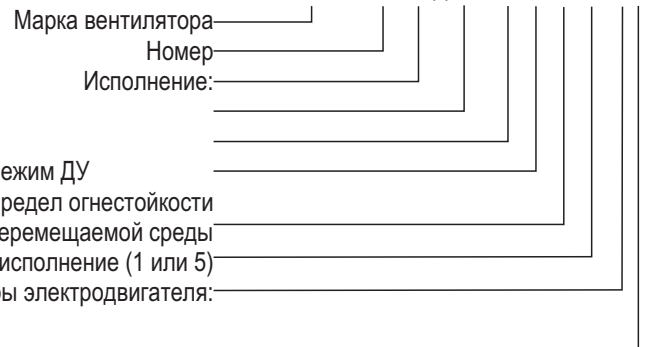 Марка вентилятора
Номер
Исполнение:
ежим ДУ
редел огнестойкости
еремещаемой среды
исполнение (1 или 5)
ры электродвигателя: